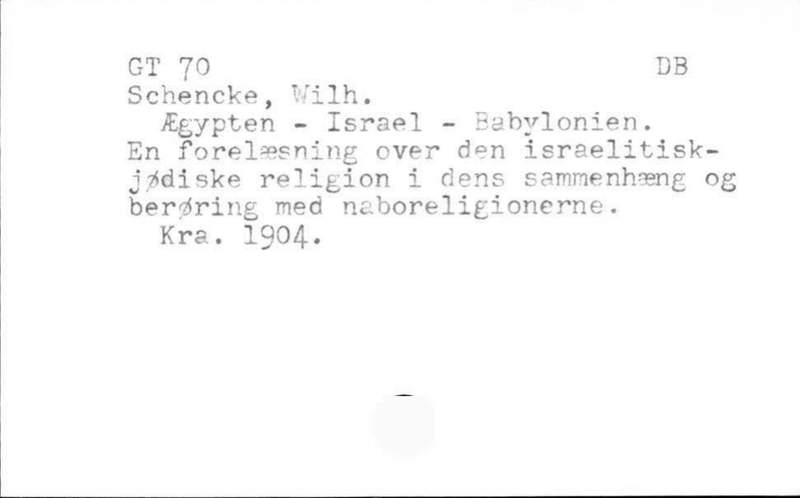 GT 70 DB
Schencke, Wilh.
Ægypten - Israel - Babylonien.
En forelæsning over den israelitisk-
jødiske religion i dens sammenhæng og
berøring med naboreligionerne.
Kra. 1904.